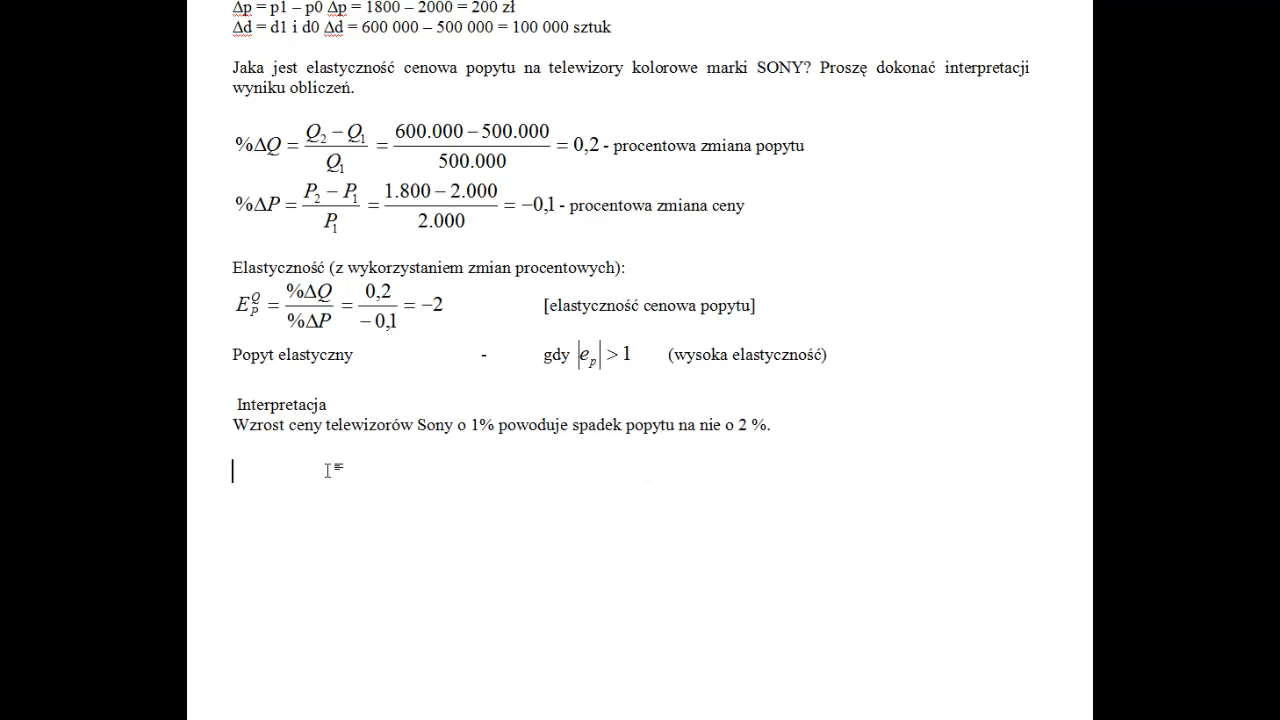 Δp = p1 – p0 Δp = 1800 – 2000 = 200 zł
Δd = d1 i d0 Δd = 600 000 – 500 000 = 100 000 sztuk
Jaka jest elastyczność cenowa popytu na telewizory kolorowe marki SONY? Proszę dokonać interpretacji
wyniku obliczeń.
%ΔQ = (Q₂ − Q₁)/Q₁ = (600.000 − 500.000)/500.000 = 0,2 - procentowa zmiana popytu
%ΔP = (P₂ − P₁)/P₁ = (1.800 − 2.000)/2.000 = −0,1 - procentowa zmiana ceny
Elastyczność (z wykorzystaniem zmian procentowych):
E_P^Q = %ΔQ/%ΔP = 0,2/−0,1 = −2 [elastyczność cenowa popytu]
Popyt elastyczny - gdy |e_p| > 1 (wysoka elastyczność)
Interpretacja
Wzrost ceny telewizorów Sony o 1% powoduje spadek popytu na nie o 2 %.